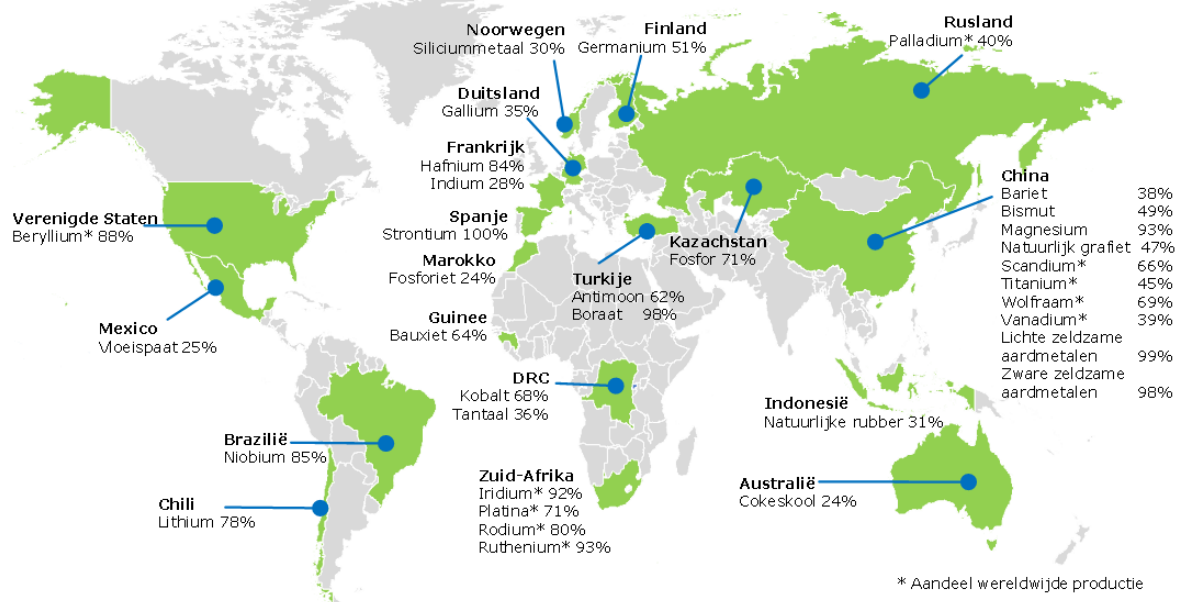 Noorwegen
Siliciummetaal 30%
Finland
Germanium 51%
Rusland
Palladium* 40%
Duitsland
Gallium 35%
Frankrijk
Hafnium 84%
Indium 28%
Spanje
Strontium 100%
Marokko
Fosforiet 24%
Guinee
Bauxiet 64%
Verenigde Staten
Beryllium* 88%
Mexico
Vloeispaat 25%
Kazachstan
Fosfor 71%
Turkije
Antimoon 62%
Boraat 98%
China
Bariet 38%
Bismut 49%
Magnesium 93%
Natuurlijk grafiet 47%
Scandium* 66%
Titanium* 45%
Wolfraam* 69%
Vanadium* 39%
Lichte zeldzame
aardmetalen 99%
Zware zeldzame
aardmetalen 98%
DRC
Kobalt 68%
Tantaal 36%
Indonesië
Natuurlijke rubber 31%
Brazilië
Niobium 85%
Chili
Lithium 78%
Zuid-Afrika
Iridium* 92%
Platina* 71%
Rodium* 80%
Ruthenium* 93%
Australië
Cokeskool 24%
* Aandeel wereldwijde productie